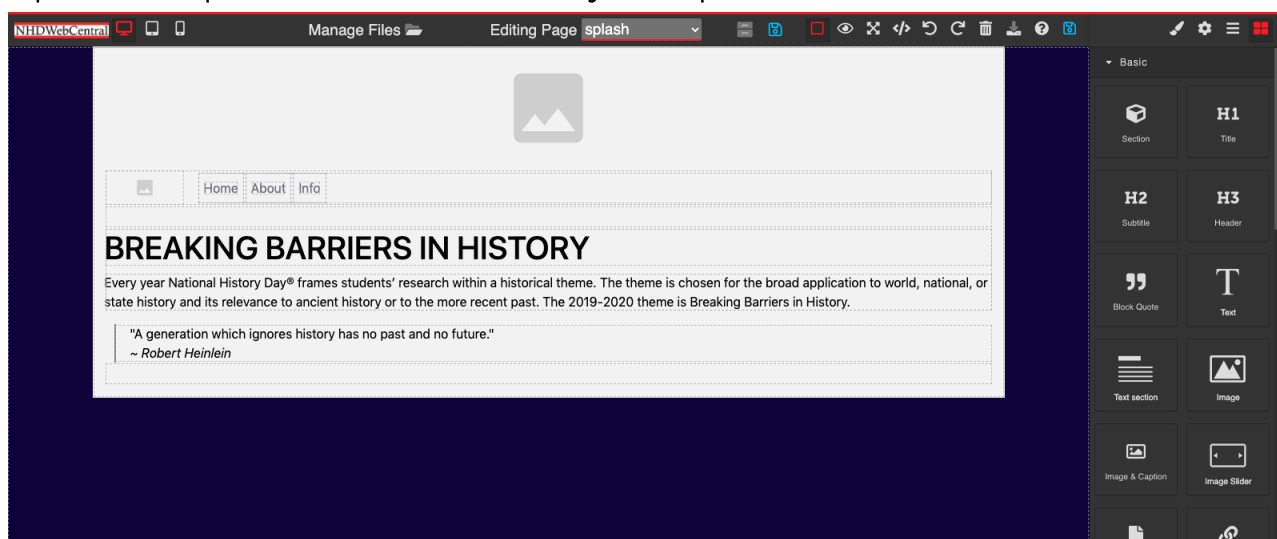 NHDWebCentral Manage Files Editing Page splash
Basic
Section H1 Title
Home About Info
H2 Subtitle H3 Header
BREAKING BARRIERS IN HISTORY
Every year National History Day® frames students' research within a historical theme. The theme is chosen for the broad application to world, national, or
state history and its relevance to ancient history or to the more recent past. The 2019-2020 theme is Breaking Barriers in History.
"A generation which ignores history has no past and no future."
~ Robert Heinlein
Block Quote T Text
Text section Image
Image & Caption Image Slider